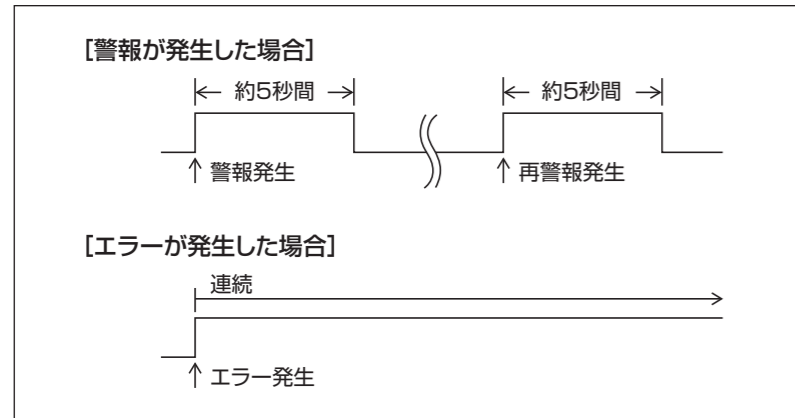 [警報が発生した場合]
約5秒間 約5秒間
警報発生 再警報発生
[エラーが発生した場合]
連続
エラー発生